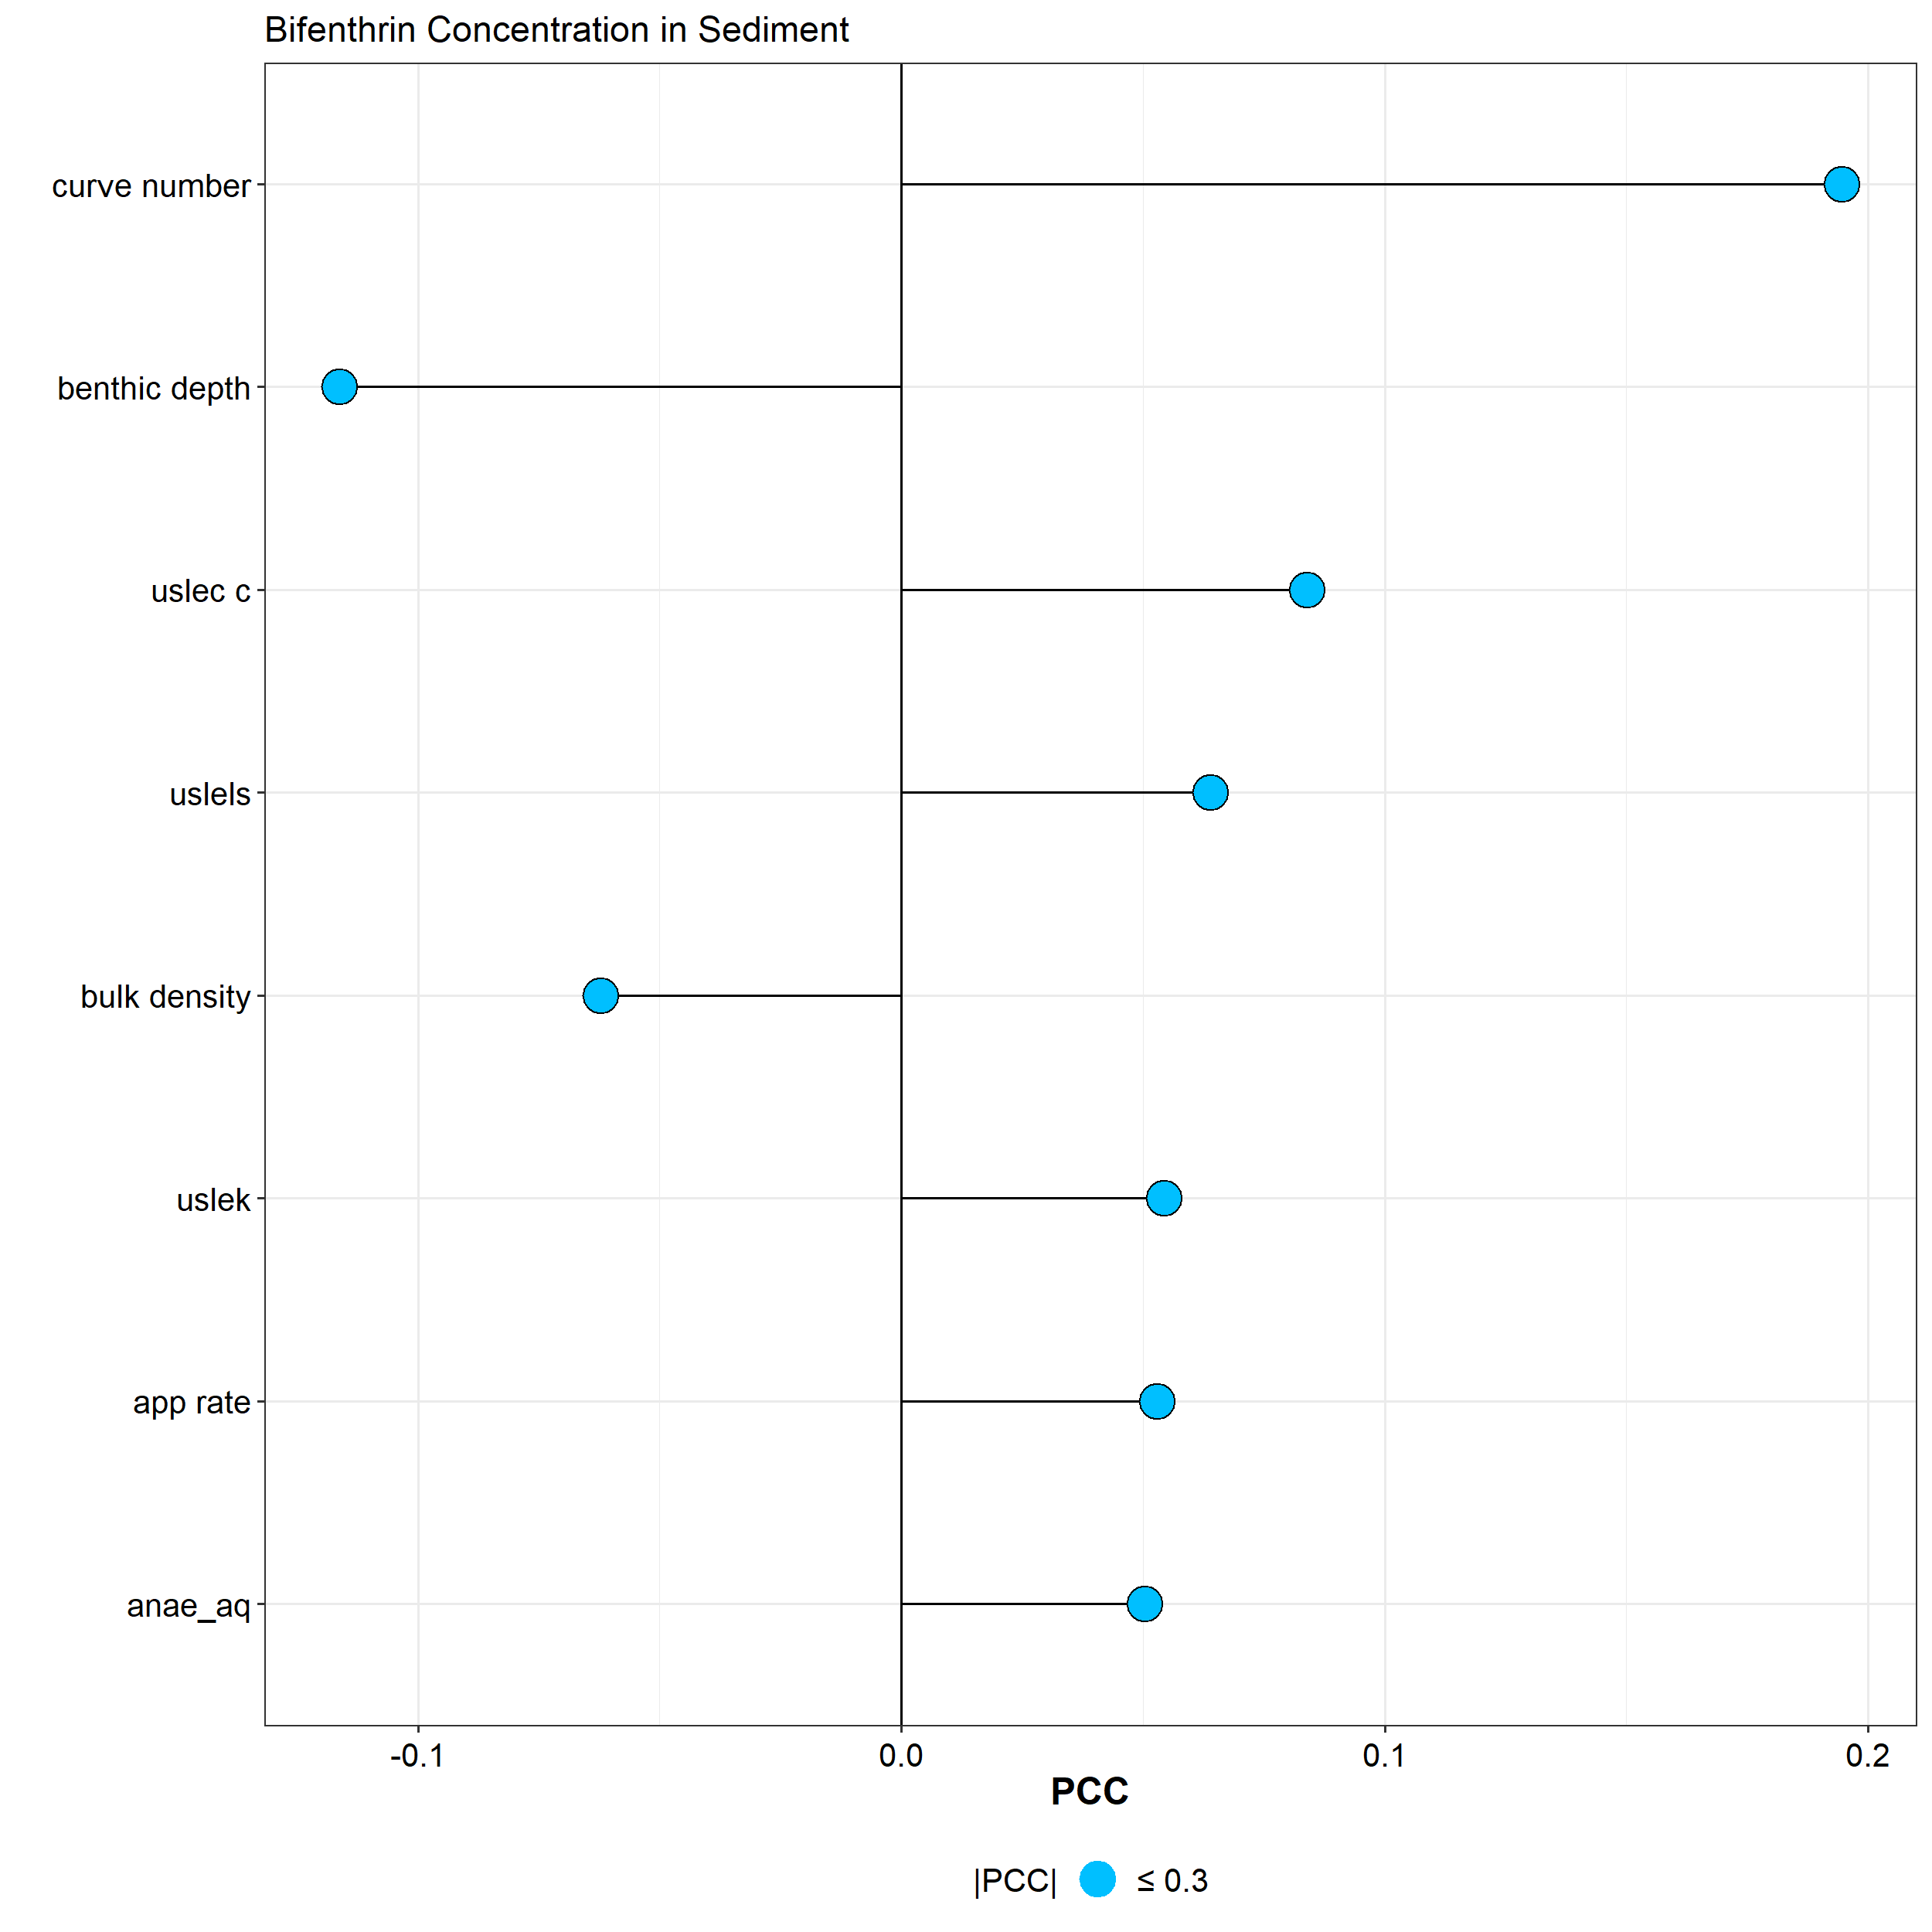 Bifenthrin Concentration in Sediment
curve number
benthic depth
uslec c
uslels
bulk density
uslek
app rate
anae_aq
-0.1 0.0 0.1 0.2
PCC
|PCC| ≤ 0.3